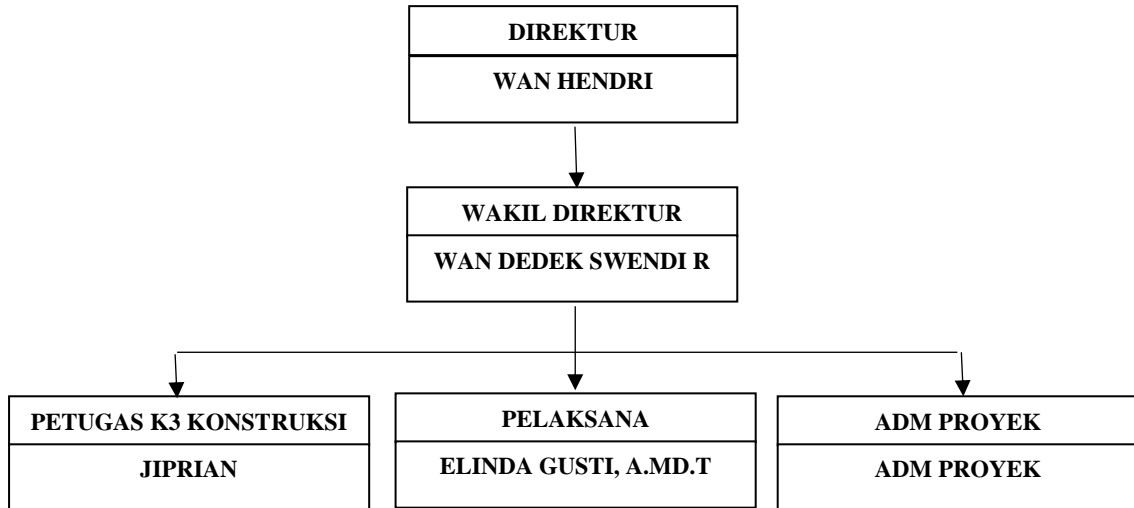 DIREKTUR
WAN HENDRI
WAKIL DIREKTUR
WAN DEDEK SWENDI R
PETUGAS K3 KONSTRUKSI
JIPRIAN
PELAKSANA
ELINDA GUSTI, A.MD.T
ADM PROYEK
ADM PROYEK